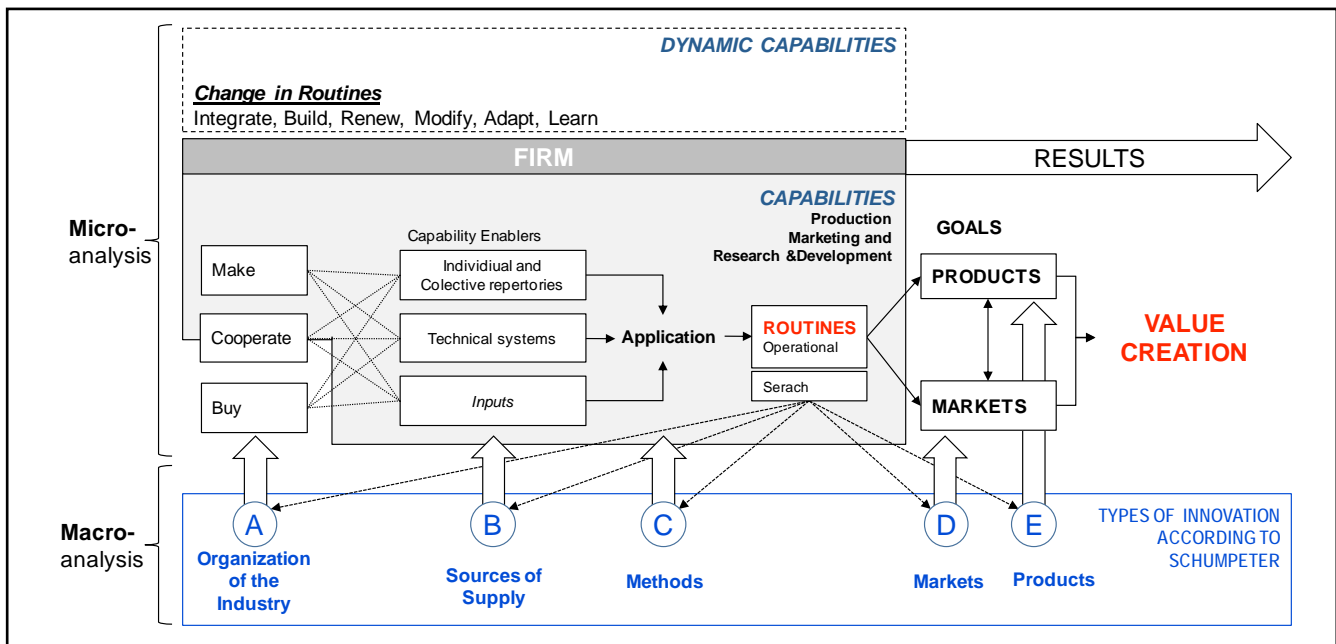 DYNAMIC CAPABILITIES
Change in Routines
Integrate, Build, Renew, Modify, Adapt, Learn
FIRM
RESULTS
Micro-
analysis
CAPABILITIES
Production
Marketing and
Research &Development
Capability Enablers
Make
Cooperate
Buy
Individiual and
Colective repertories
Technical systems
Inputs
Application
ROUTINES
Operational
Serach
GOALS
PRODUCTS
MARKETS
VALUE
CREATION
Macro-
analysis
A
Organization
of the
Industry
B
Sources of
Supply
C
Methods
D
Markets
E
Products
TYPES OF INNOVATION
ACCORDING TO
SCHUMPETER